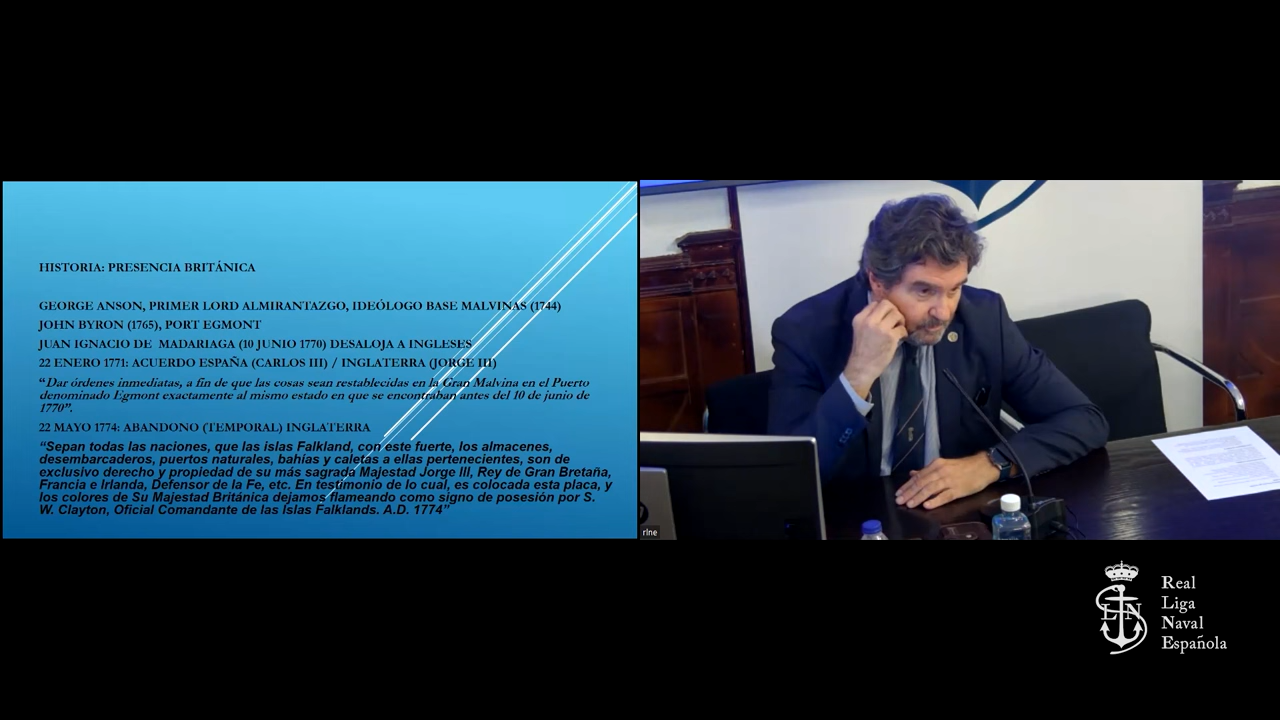 HISTORIA: PRESENCIA BRITÁNICA
GEORGE ANSON, PRIMER LORD ALMIRANTAZGO, IDEÓLOGO BASE MALVINAS (1744)
JOHN BYRON (1765), PORT EGMONT
JUAN IGNACIO DE MADARIAGA (10 JUNIO 1770) DESALOJA A INGLESES
22 ENERO 1771: ACUERDO ESPAÑA (CARLOS III) / INGLATERRA (JORGE III)
“Dar órdenes inmediatas, a fin de que las cosas sean restablecidas en la Gran Malvina en el Puerto
denominado Egmont exactamente al mismo estado en que se encontraban antes del 10 de junio de
1770”.
22 MAYO 1774: ABANDONO (TEMPORAL) INGLATERRA
“Sepan todas las naciones, que las islas Falkland, con este fuerte, los almacenes,
desembarcaderos, puertos naturales, bahías y caletas a ellas pertenecientes, son de
exclusivo derecho y propiedad de su más sagrada Majestad Jorge III, Rey de Gran Bretaña,
Francia e Irlanda, Defensor de la Fe, etc. En testimonio de lo cual, es colocada esta placa, y
los colores de Su Majestad Británica dejamos flameando como signo de posesión por S.
W. Clayton, Oficial Comandante de las Islas Falklands. A.D. 1774”
rlne
LN
Real
Liga
Naval
Española